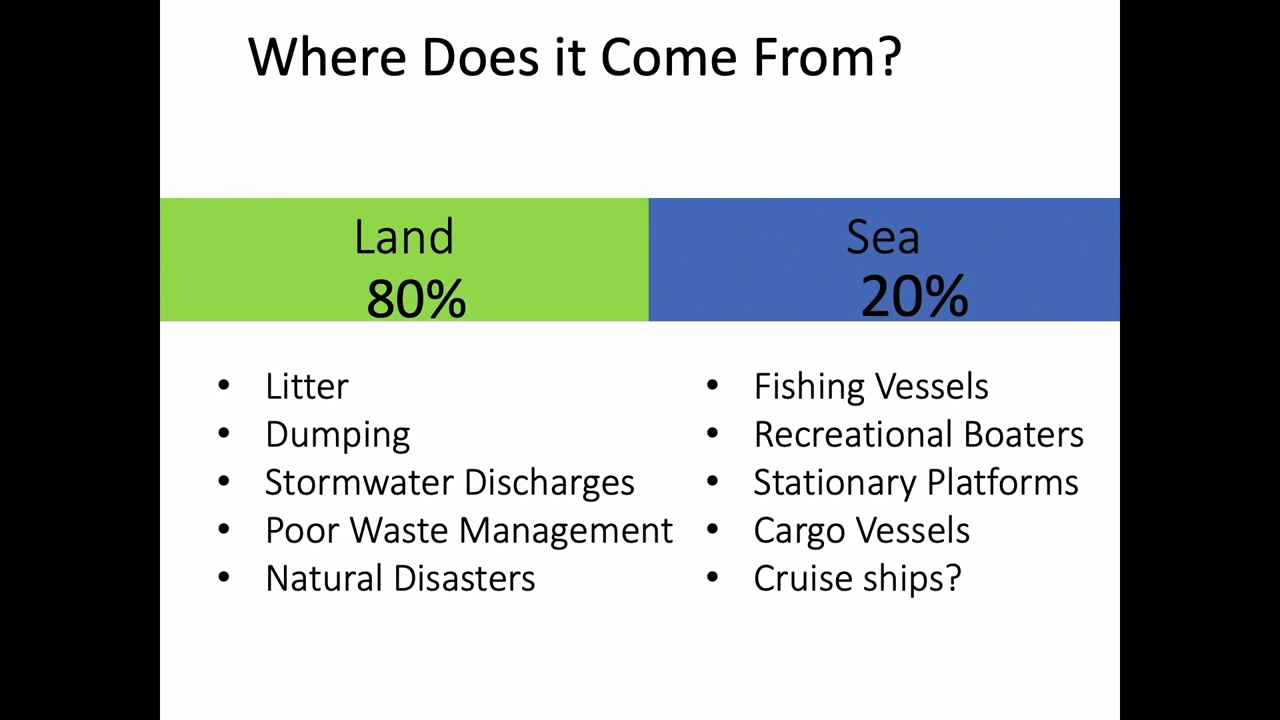 Where Does it Come From?
Land
80%
• Litter
• Dumping
• Stormwater Discharges
• Poor Waste Management
• Natural Disasters
Sea
20%
• Fishing Vessels
• Recreational Boaters
• Stationary Platforms
• Cargo Vessels
• Cruise ships?